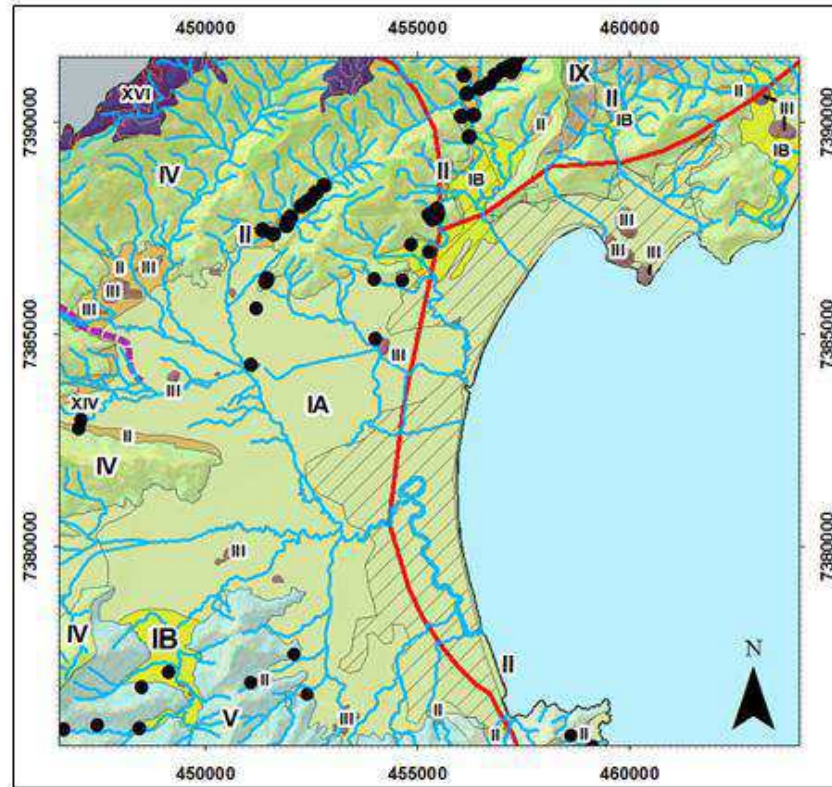 450000 455000 460000
XVI IX II II III
7390000 IB 7390000
II
IV II IB IB
II III
II III III III
III
7385000 7385000
III III
XIV IA
II
IV
7380000 III 7380000
IV IB
II II
V III II II II
N
450000 455000 460000